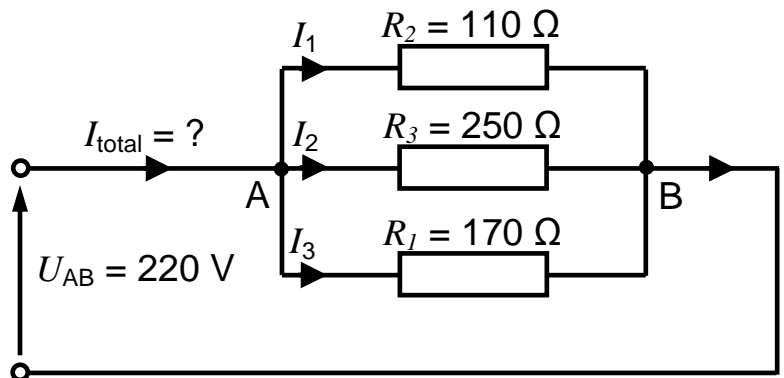 I₁ R₂ = 110 Ω
Itotal = ? I₂ R₃ = 250 Ω
A B
I₃ R₁ = 170 Ω
UAB = 220 V